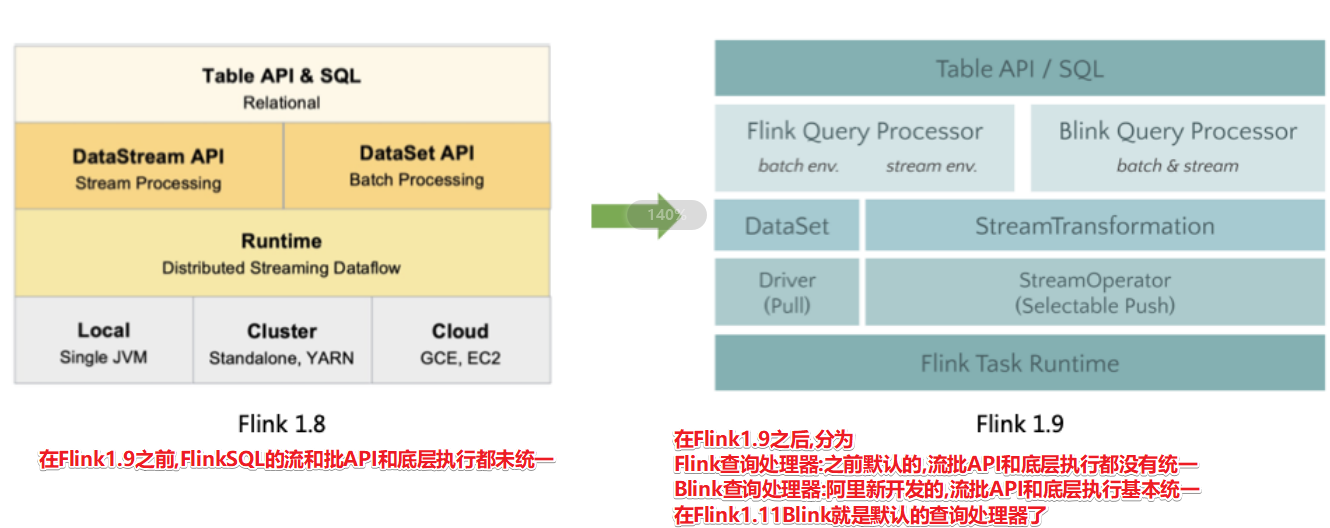 Table API & SQL
Relational
DataStream API
Stream Processing
DataSet API
Batch Processing
Runtime
Distributed Streaming Dataflow
Local
Single JVM
Cluster
Standalone, YARN
Cloud
GCE, EC2
Flink 1.8
在Flink1.9之前,FlinkSQL的流和批API和底层执行都未统一
140%
Table API / SQL
Flink Query Processor
batch env. stream env.
Blink Query Processor
batch & stream
DataSet
StreamTransformation
Driver
(Pull)
StreamOperator
(Selectable Push)
Flink Task Runtime
Flink 1.9
在Flink1.9之后,分为
Flink查询处理器:之前默认的,流批API和底层执行都没有统一
Blink查询处理器:阿里新开发的,流批API和底层执行基本统一
在Flink1.11Blink就是默认的查询处理器了